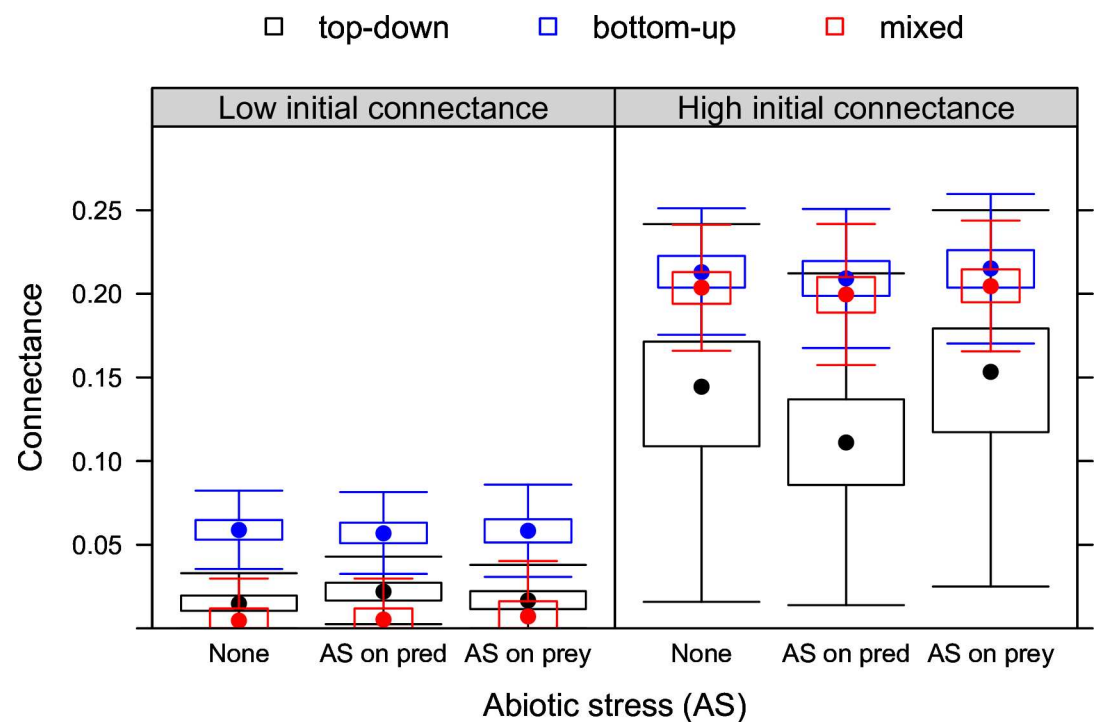 top-down bottom-up mixed
Low initial connectance High initial connectance
0.25
0.20
0.15
0.10
0.05
Connectance
None AS on pred AS on prey None AS on pred AS on prey
Abiotic stress (AS)